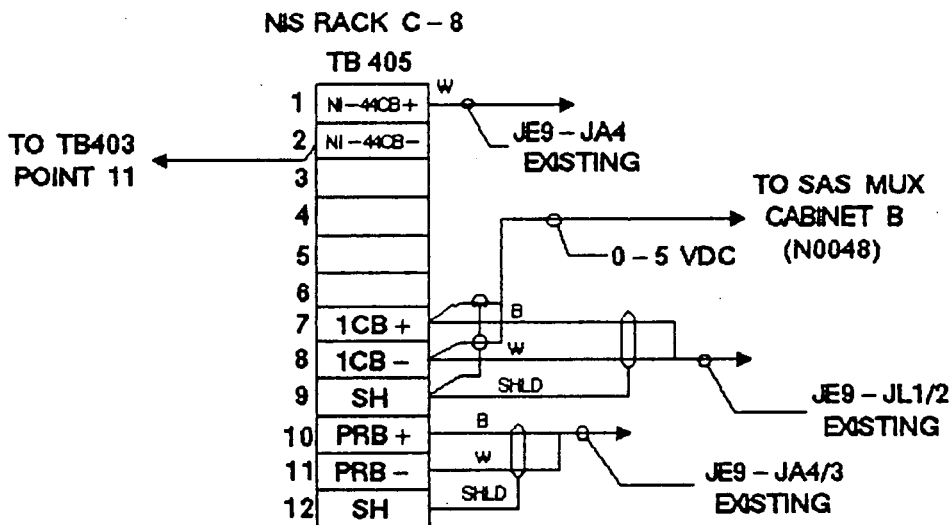 NIS RACK C-8
TB 405
1 NI-44CB+
W
2 NI-44CB-
JE9-JA4
EXISTING
TO TB403
POINT 11
3
4
TO SAS MUX
CABINET B
(N0048)
5
0-5 VDC
6
7 1CB+
B
8 1CB-
W
9 SH
SHLD
JE9-JL1/2
EXISTING
10 PRB+
B
11 PRB-
W
JE9-JA4/3
EXISTING
12 SH
SHLD